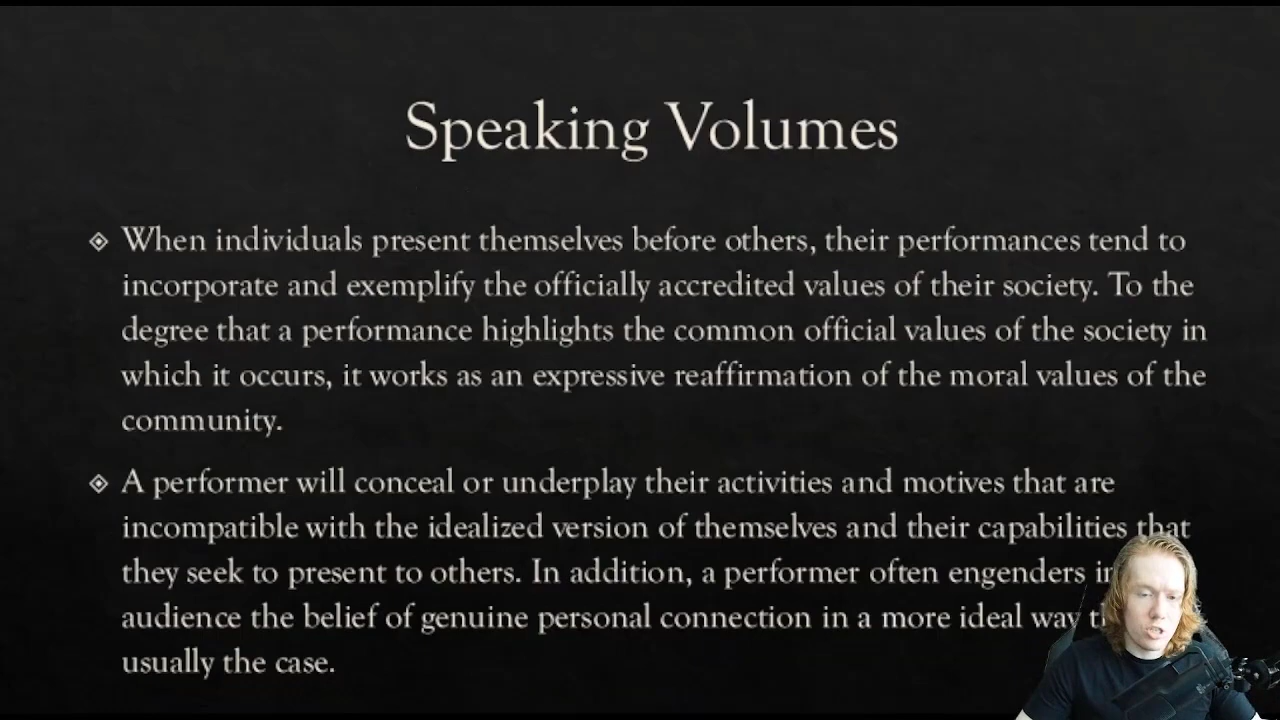 Speaking Volumes
When individuals present themselves before others, their performances tend to
incorporate and exemplify the officially accredited values of their society. To the
degree that a performance highlights the common official values of the society in
which it occurs, it works as an expressive reaffirmation of the moral values of the
community.
A performer will conceal or underplay their activities and motives that are
incompatible with the idealized version of themselves and their capabilities that
they seek to present to others. In addition, a performer often engenders
audience the belief of genuine personal connection in a more ideal way
usually the case.